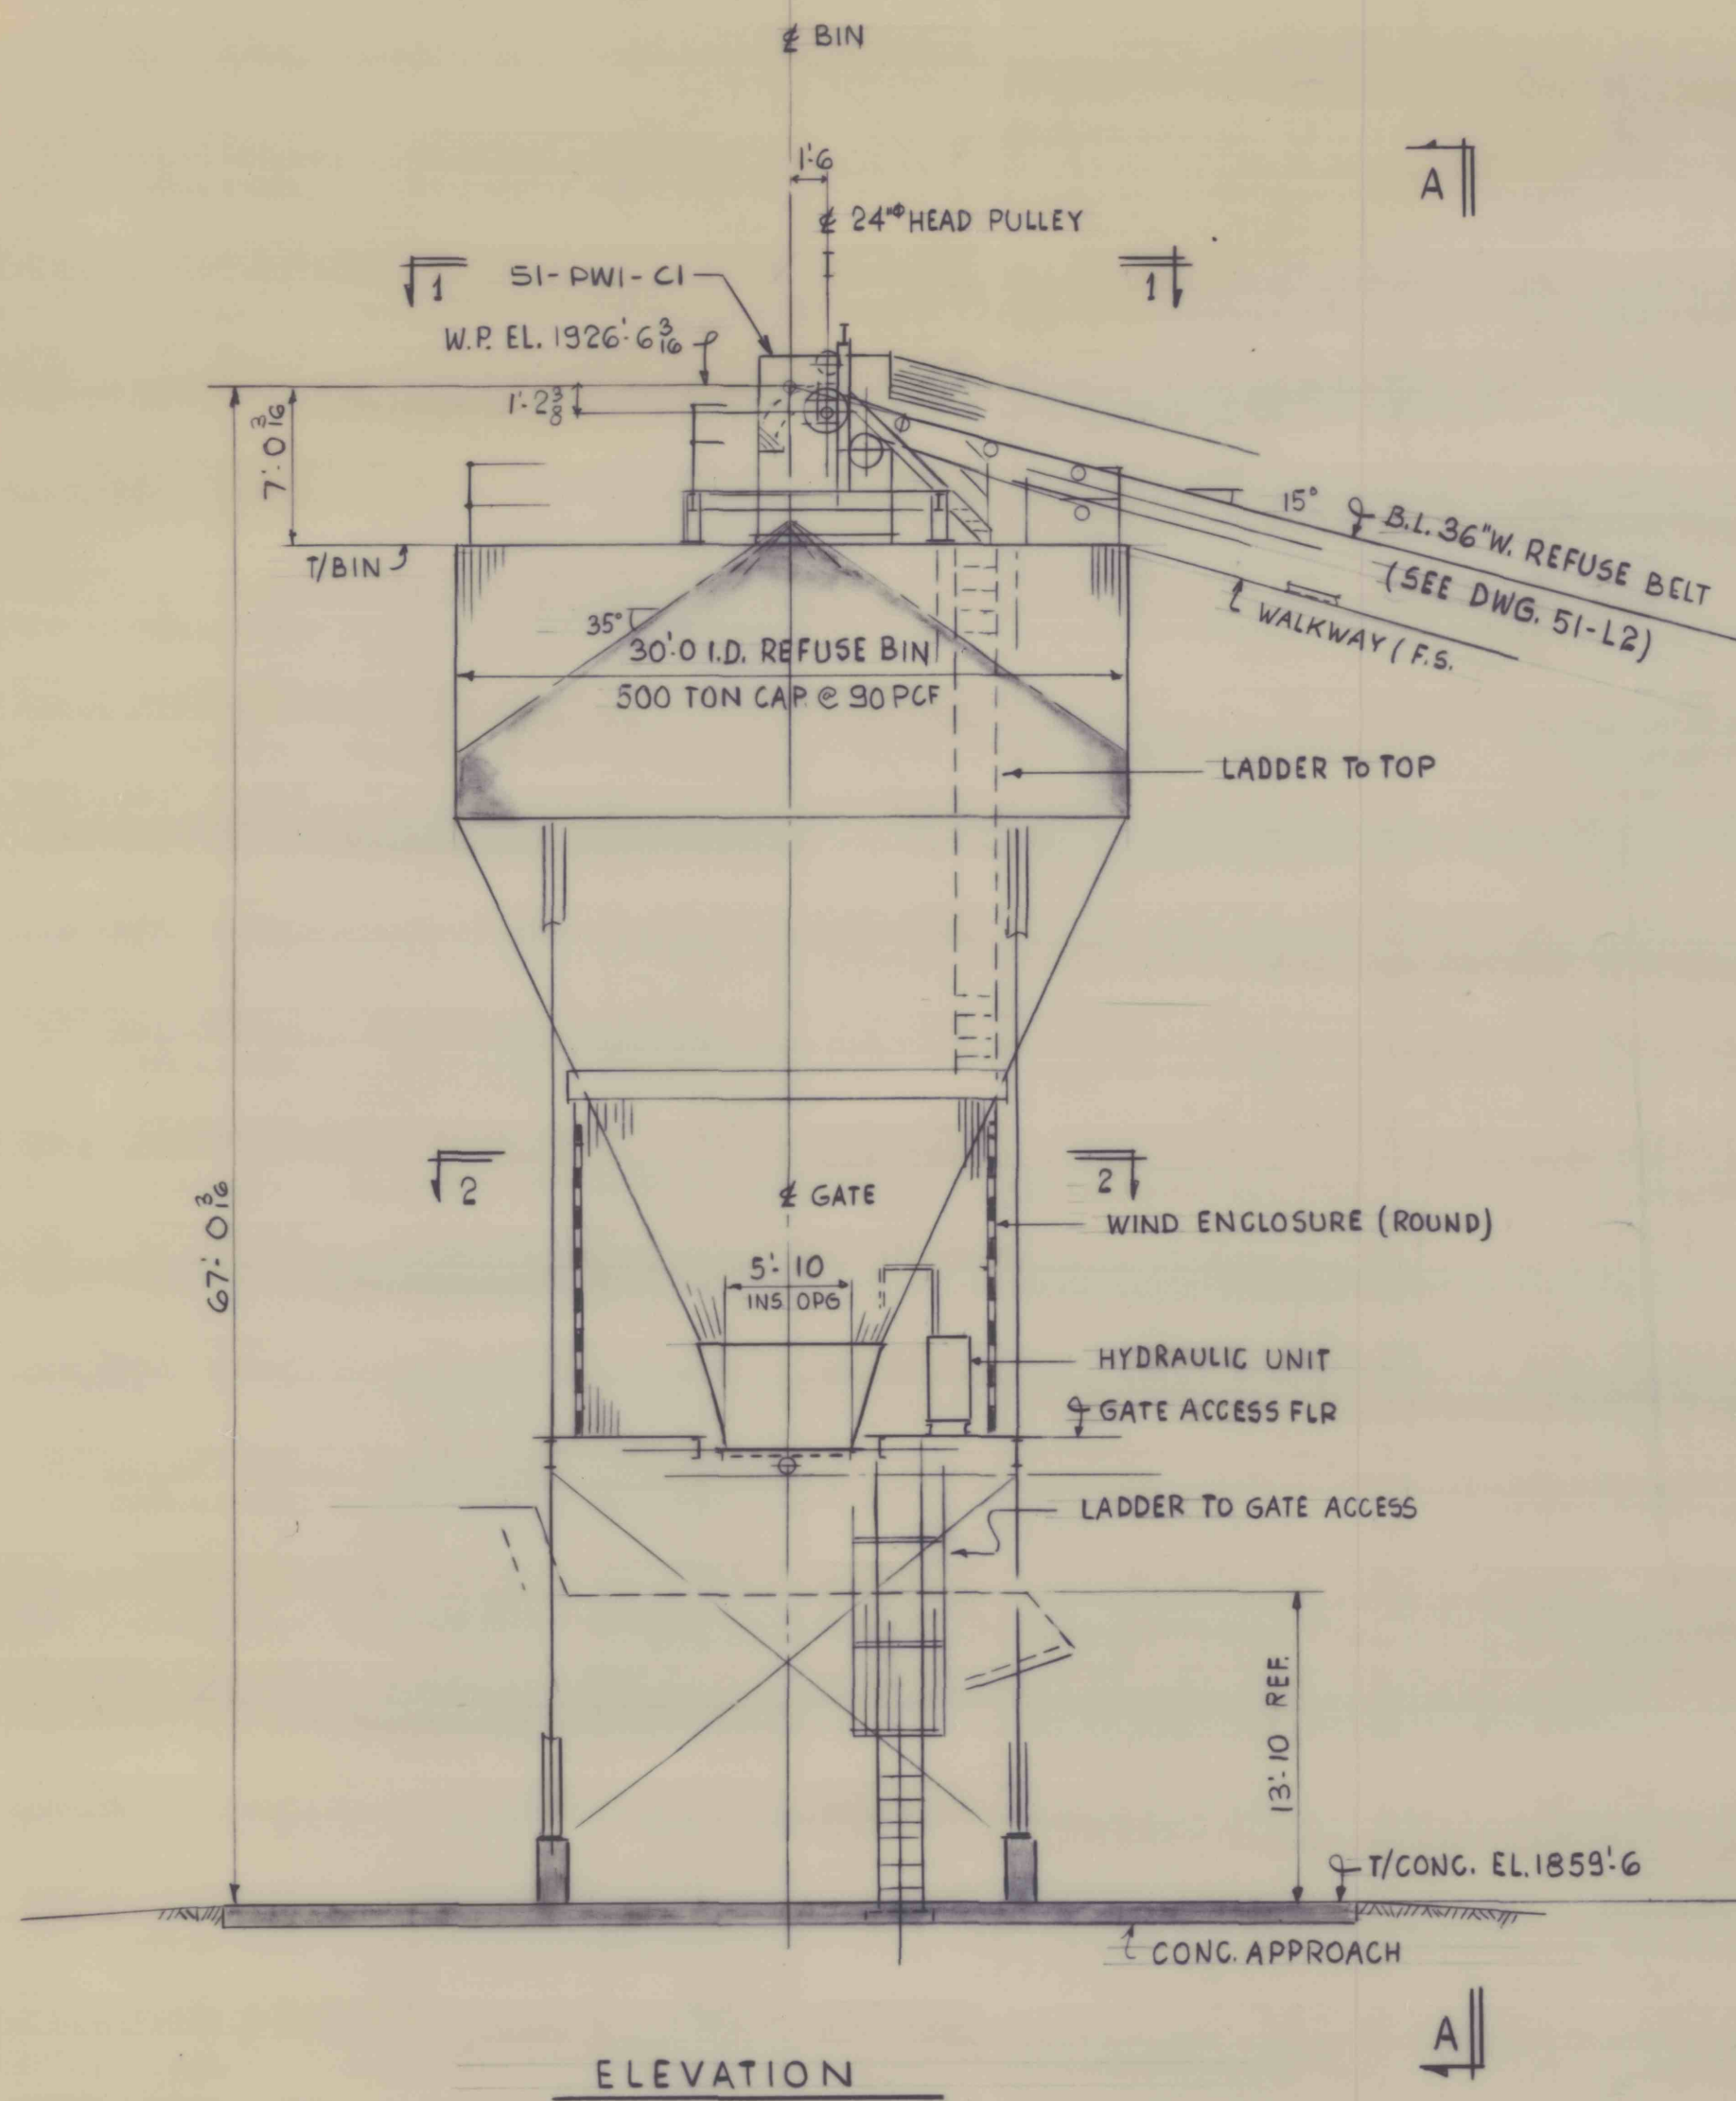 ℄ BIN
1'-6
A
℄ 24"ɸ HEAD PULLEY
1
51-DW1-C1
1
W.P. EL. 1926'-6 3/16
1'-2 3/8
7'-0 3/16
15°
B.L. 36" W. REFUSE BELT
(SEE DWG. 51-L2)
T/BIN
WALKWAY (F.S.
35°
30'-0 I.D. REFUSE BIN
500 TON CAP. @ 90 PCF
LADDER TO TOP
2
2
℄ GATE
67'-0 3/16
WIND ENCLOSURE (ROUND)
5'-10
INS. OPG
HYDRAULIC UNIT
GATE ACCESS FLR
LADDER TO GATE ACCESS
13'-10 REF.
T/CONC. EL. 1859'-6
CONC. APPROACH
A
ELEVATION